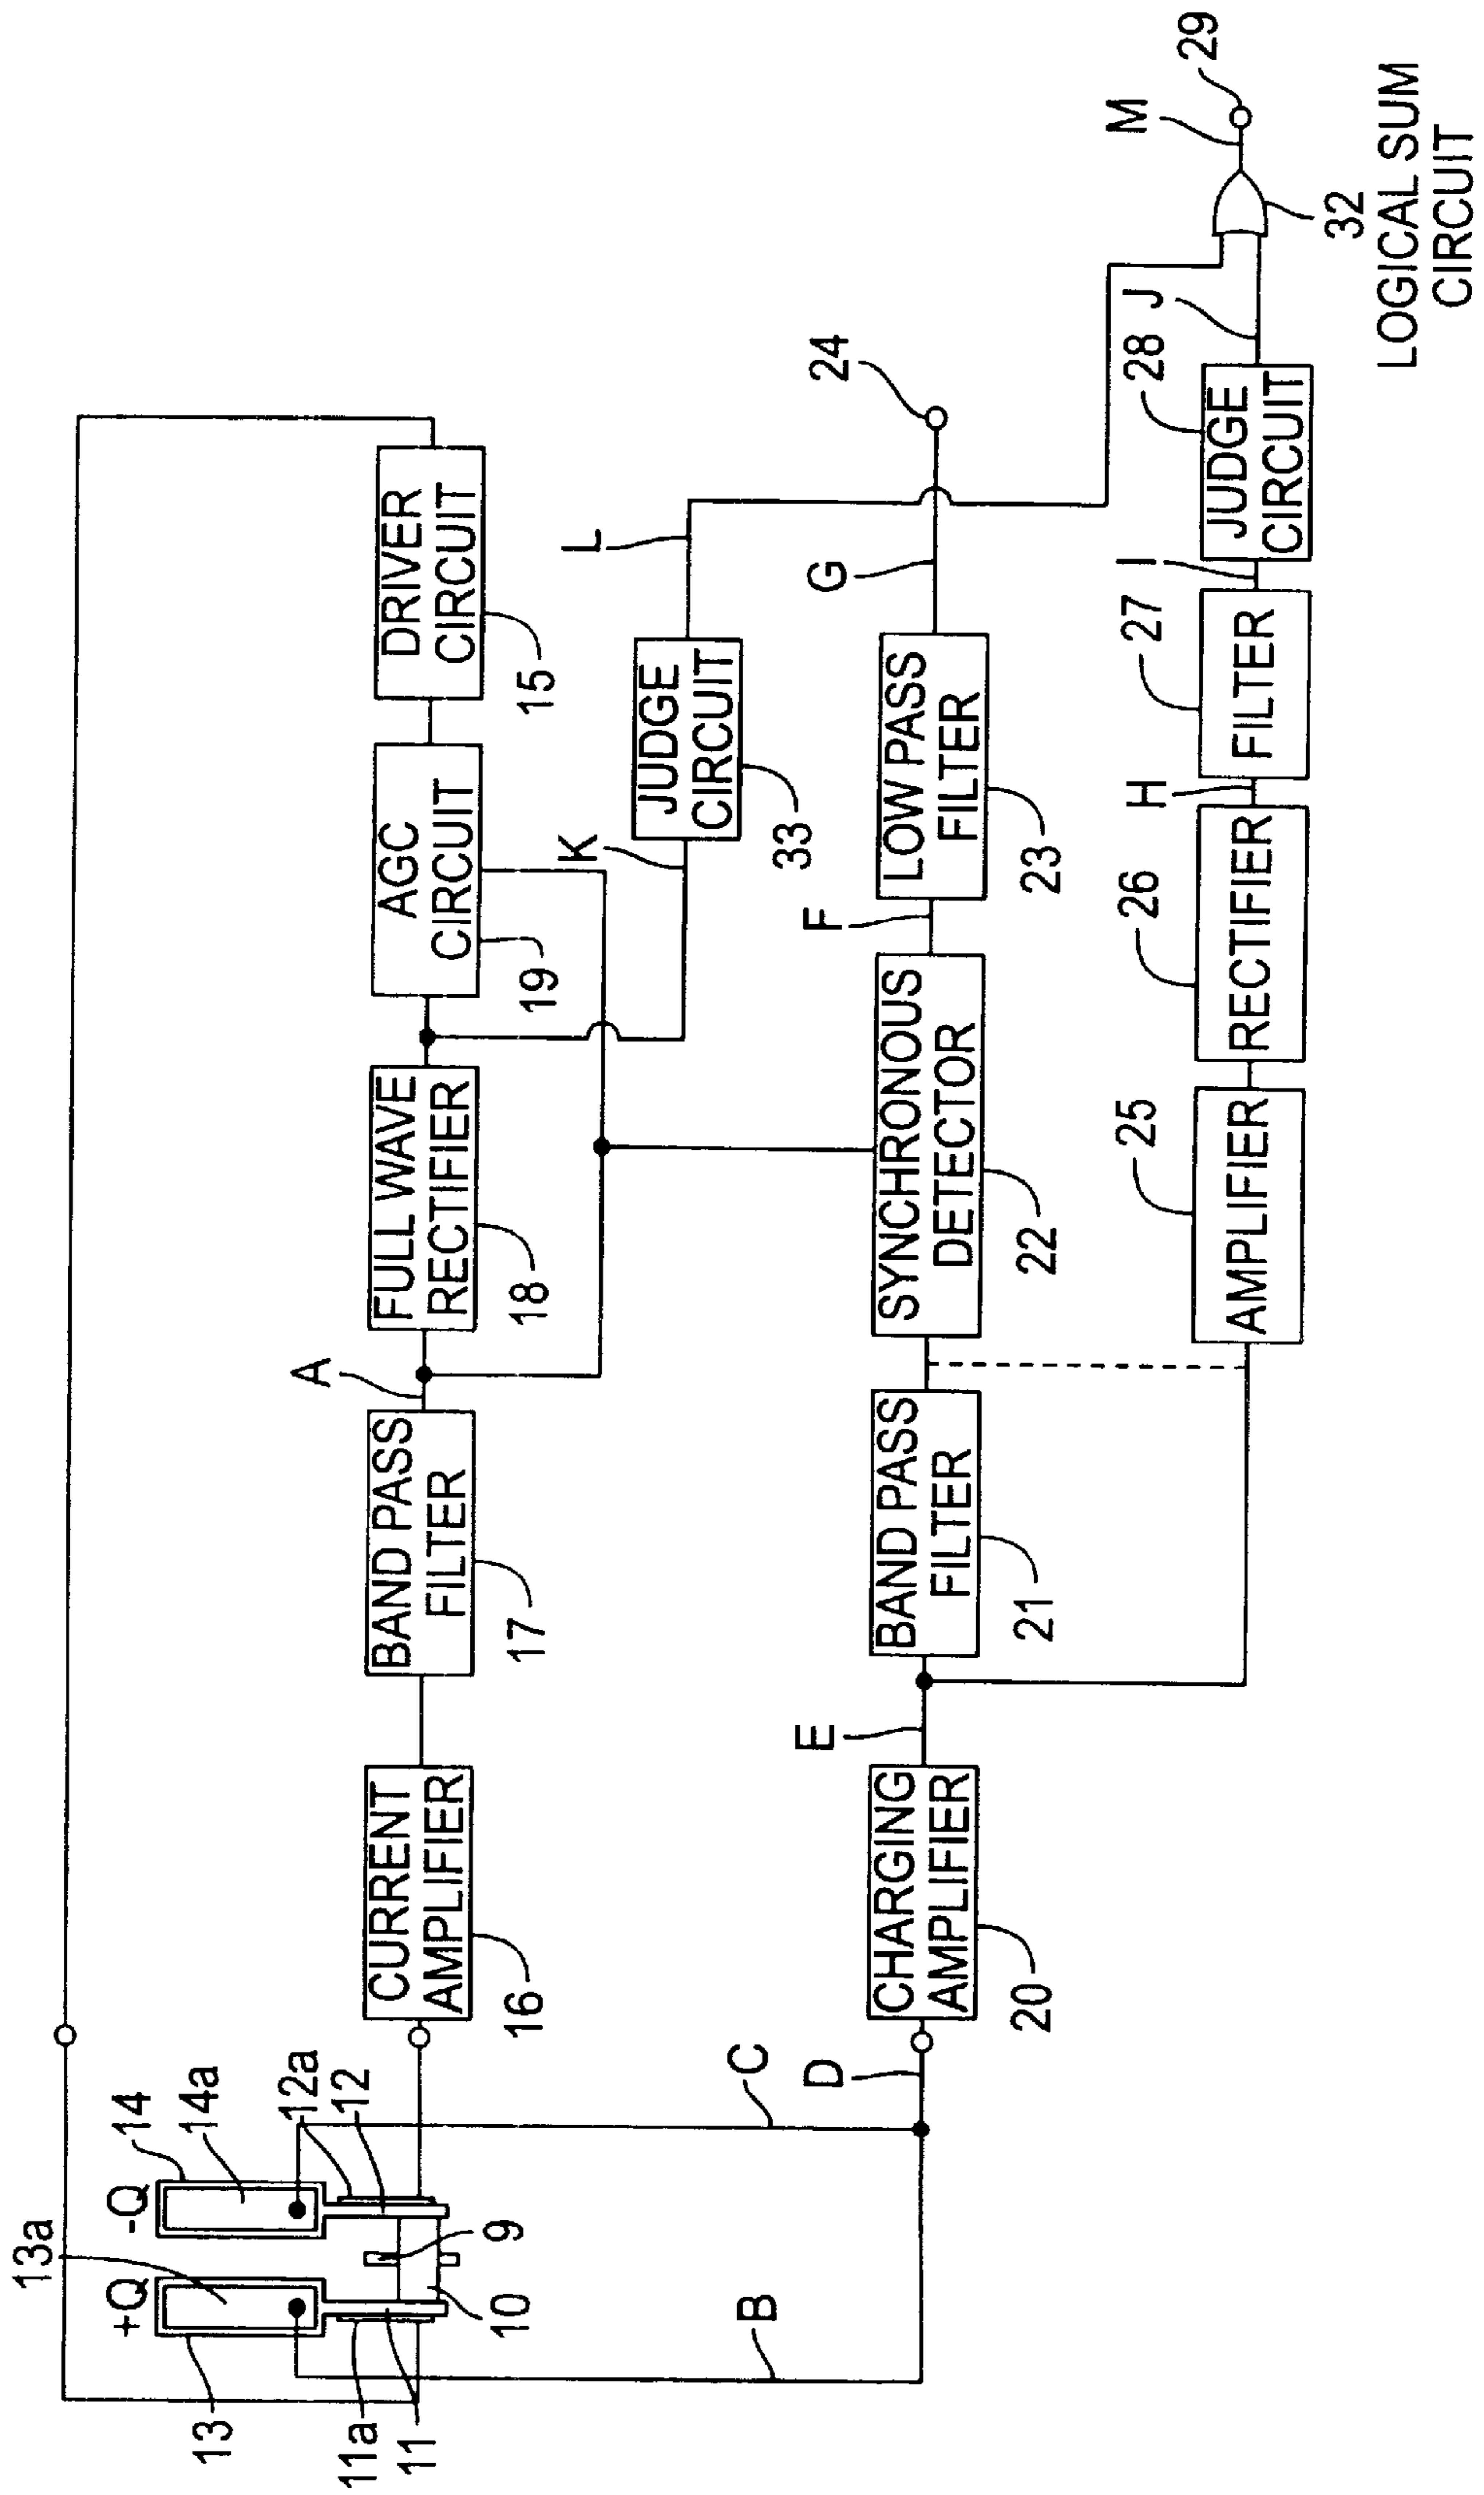 13a
+Q
-Q
14
14a
12a
12
13
11a
11
10
9
CURRENT
AMPLIFIER
16
BAND PASS
FILTER
17
A
FULL WAVE
RECTIFIER
18
AGC
CIRCUIT
19
DRIVER
CIRCUIT
15
K
JUDGE
CIRCUIT
33
L
B
C
D
CHARGING
AMPLIFIER
20
E
BAND PASS
FILTER
21
SYNCHRONOUS
DETECTOR
22
F
LOW PASS
FILTER
23
G
24
AMPLIFIER
25
RECTIFIER
26
H
FILTER
27
I
JUDGE
CIRCUIT
28
J
M
29
32
LOGICAL SUM
CIRCUIT